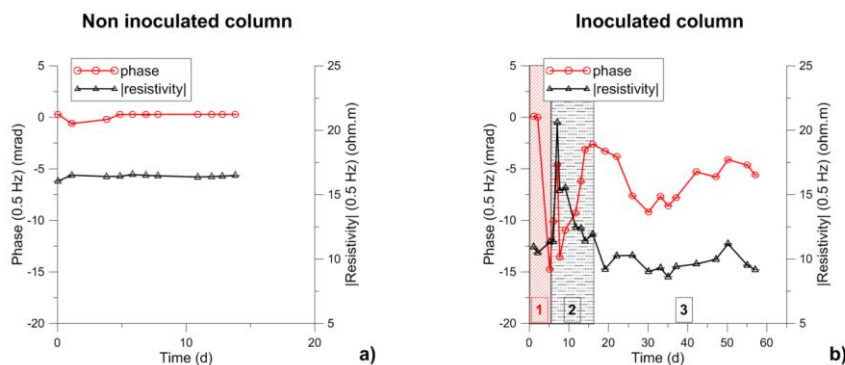 Non inoculated column
Inoculated column
phase
|resistivity|
Phase (0.5 Hz) (mrad)
5
0
-5
-10
-15
-20
|Resistivity| (0.5 Hz) (ohm.m)
25
20
15
10
5
0
10
20
Time (d)
a)
phase
|resistivity|
Phase (0.5 Hz) (mrad)
5
0
-5
-10
-15
-20
|Resistivity| (0.5 Hz) (ohm.m)
25
20
15
10
5
1
2
3
0
10
20
30
40
50
60
Time (d)
b)